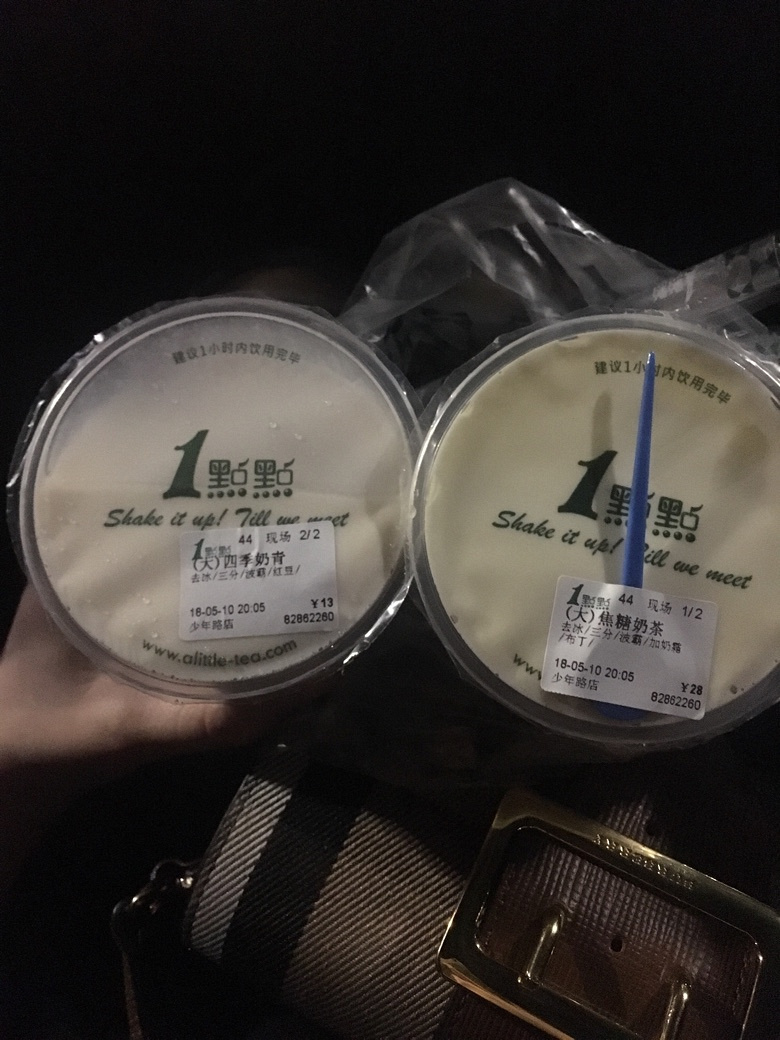 建议1小时内饮用完毕
1點點
Shake it up! Till we meet
1點點 44 现场 2/2
(大)四季奶青
去冰/三分/波霸/红豆/
¥13
18-05-10 20:05
少年路店 82862260
www.alittle-tea.com
建议1小时内饮用完毕
1點點
Shake it up! Till we meet
1點點 44 现场 1/2
(大)焦糖奶茶
去冰/三分/波霸/加奶霜
/布丁/
18-05-10 20:05 ¥28
少年路店 82862260
www